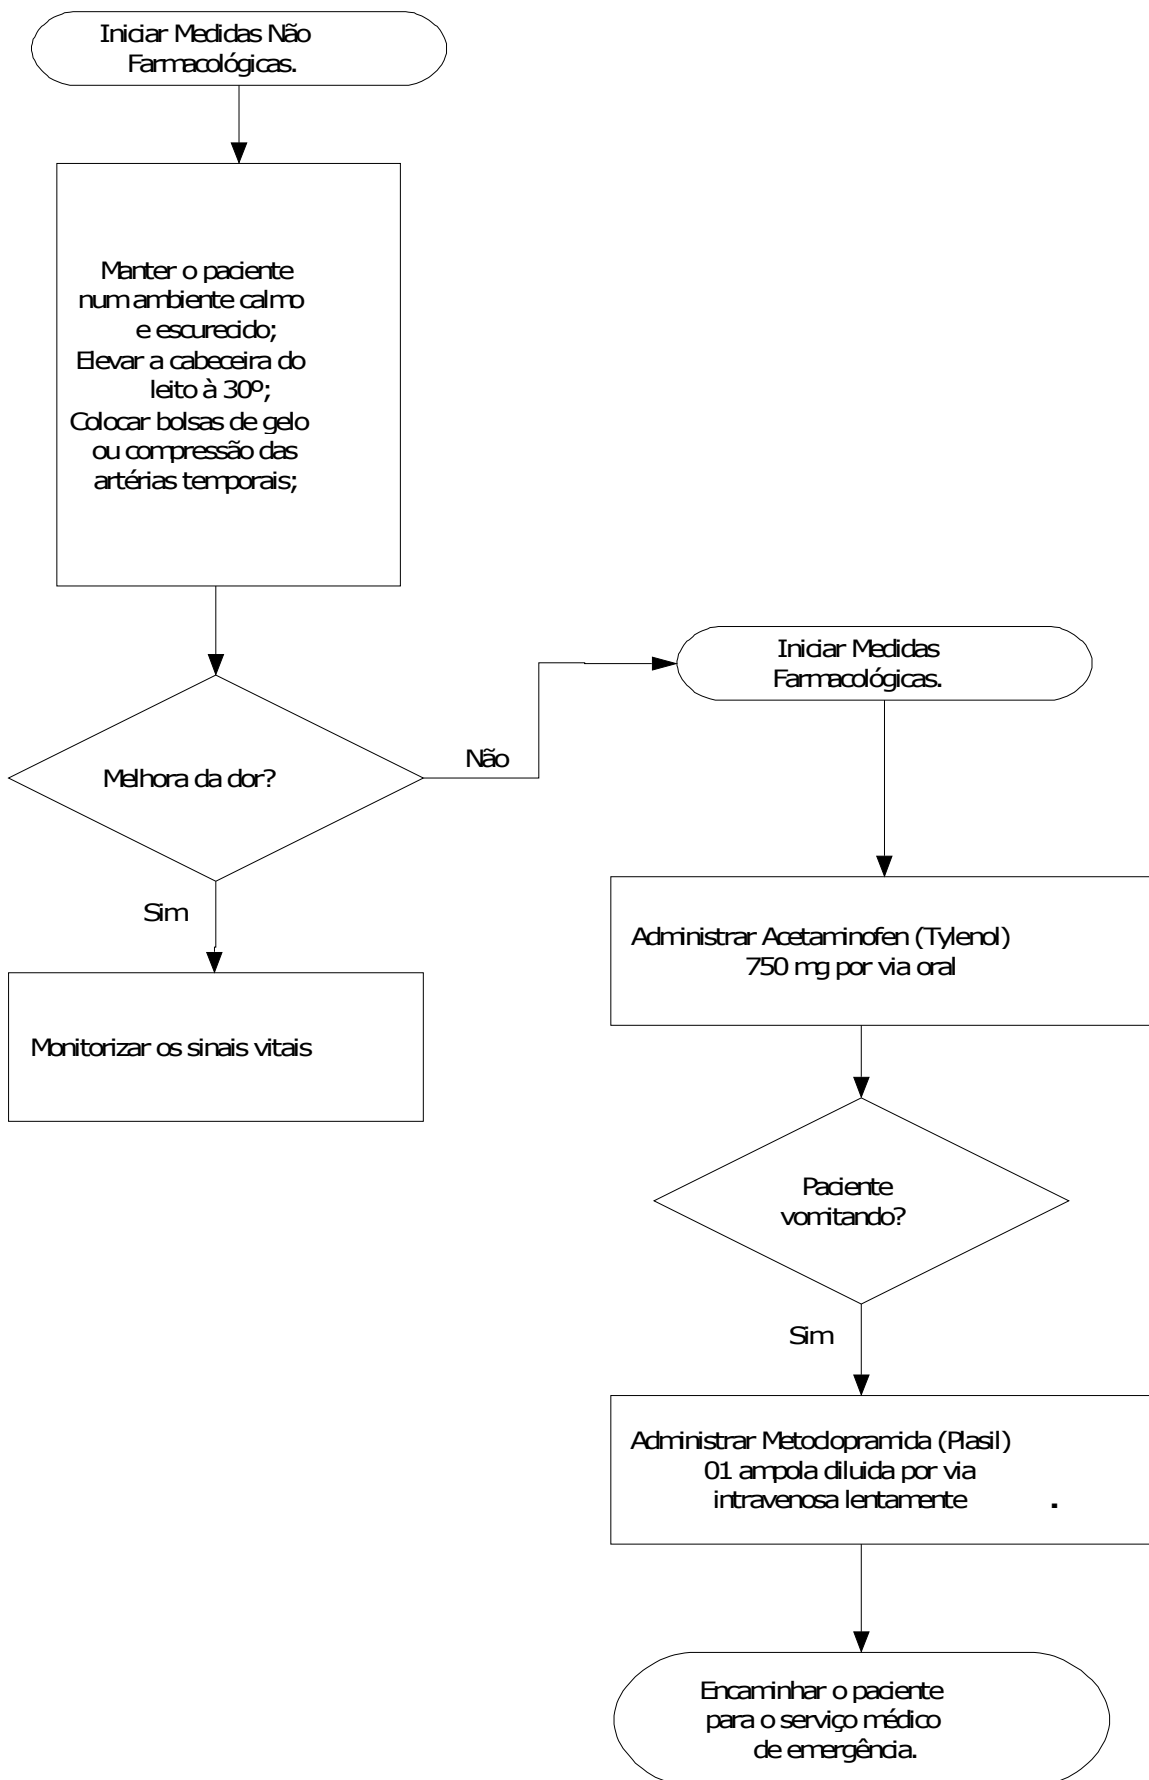 Iniciar Medidas Não
Farmacológicas.
Manter o paciente
num ambiente calmo
e escurecido;
Elevar a cabeceira do
leito à 30º;
Colocar bolsas de gelo
ou compressão das
artérias temporais;
Melhora da dor?
Não
Sim
Monitorizar os sinais vitais
Iniciar Medidas
Farmacológicas.
Administrar Acetaminofen (Tylenol)
750 mg por via oral
Paciente
vomitando?
Sim
Administrar Metoclopramida (Plasil)
01 ampola diluida por via
intravenosa lentamente .
Encaminhar o paciente
para o serviço médico
de emergência.